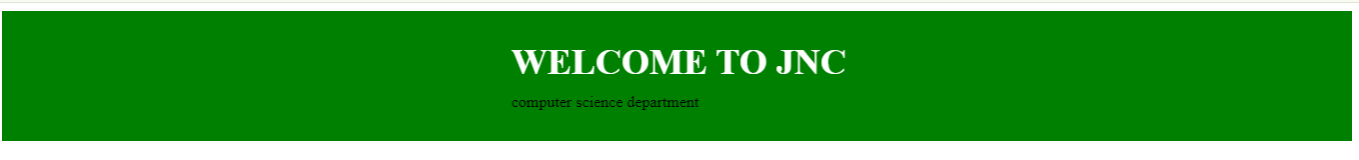 WELCOME TO JNC
computer science department